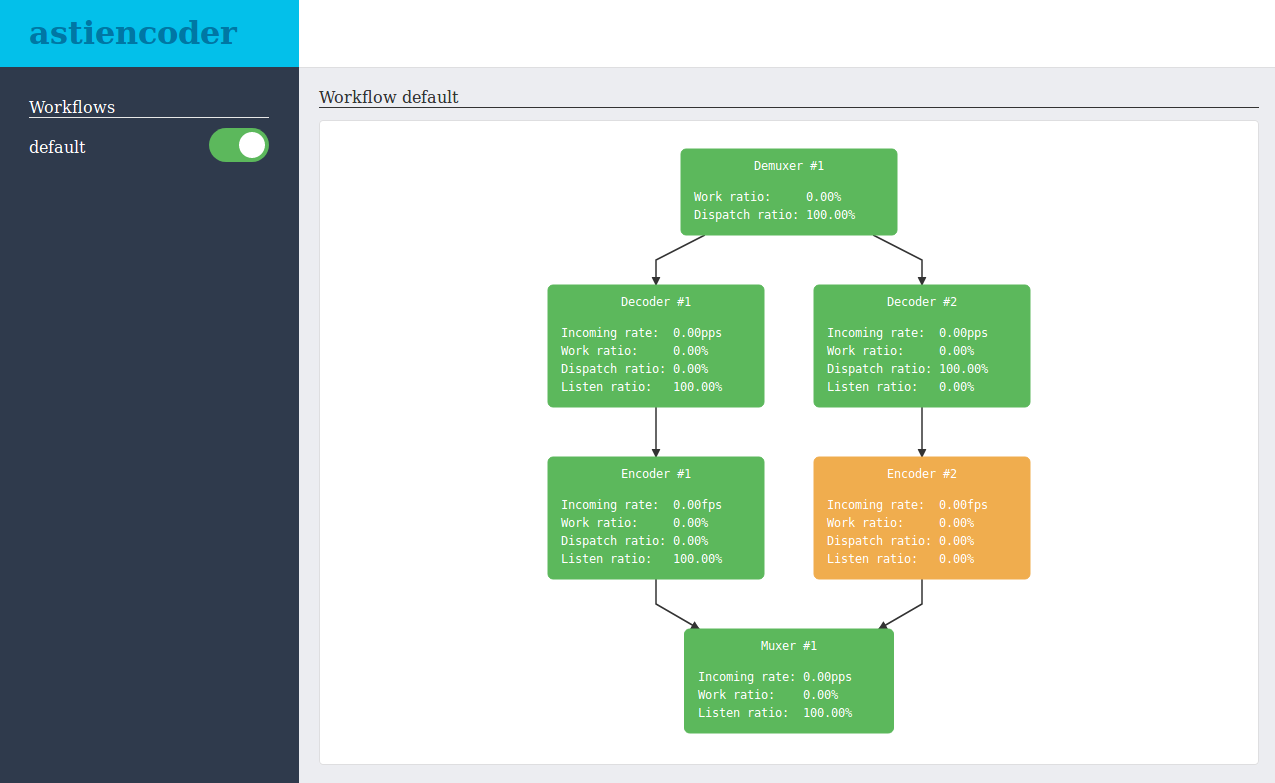 astiencoder
Workflows
default
Workflow default
Demuxer #1
Work ratio: 0.00%
Dispatch ratio: 100.00%
Decoder #1
Incoming rate: 0.00pps
Work ratio: 0.00%
Dispatch ratio: 0.00%
Listen ratio: 100.00%
Decoder #2
Incoming rate: 0.00pps
Work ratio: 0.00%
Dispatch ratio: 100.00%
Listen ratio: 0.00%
Encoder #1
Incoming rate: 0.00fps
Work ratio: 0.00%
Dispatch ratio: 0.00%
Listen ratio: 100.00%
Encoder #2
Incoming rate: 0.00fps
Work ratio: 0.00%
Dispatch ratio: 0.00%
Listen ratio: 0.00%
Muxer #1
Incoming rate: 0.00pps
Work ratio: 0.00%
Listen ratio: 100.00%